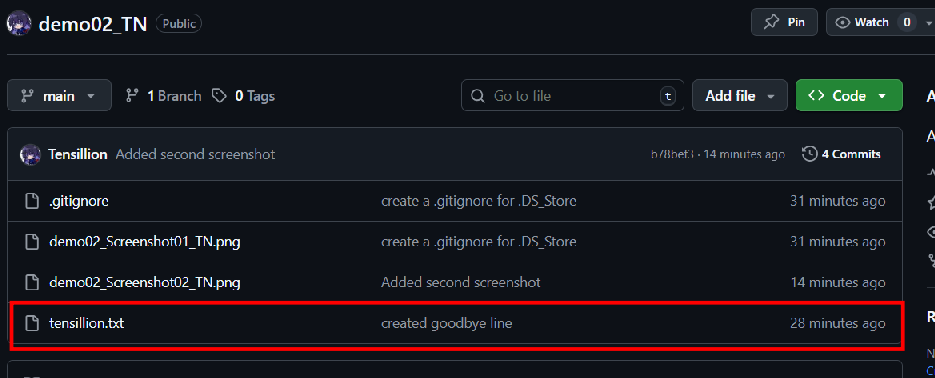 demo02_TN Public
Pin
Watch 0
main
1 Branch
0 Tags
Go to file
t
Add file
Code
Tensillion Added second screenshot
b78bef3 · 14 minutes ago
4 Commits
.gitignore create a .gitignore for .DS_Store 31 minutes ago
demo02_Screenshot01_TN.png create a .gitignore for .DS_Store 31 minutes ago
demo02_Screenshot02_TN.png Added second screenshot 14 minutes ago
tensillion.txt created goodbye line 28 minutes ago